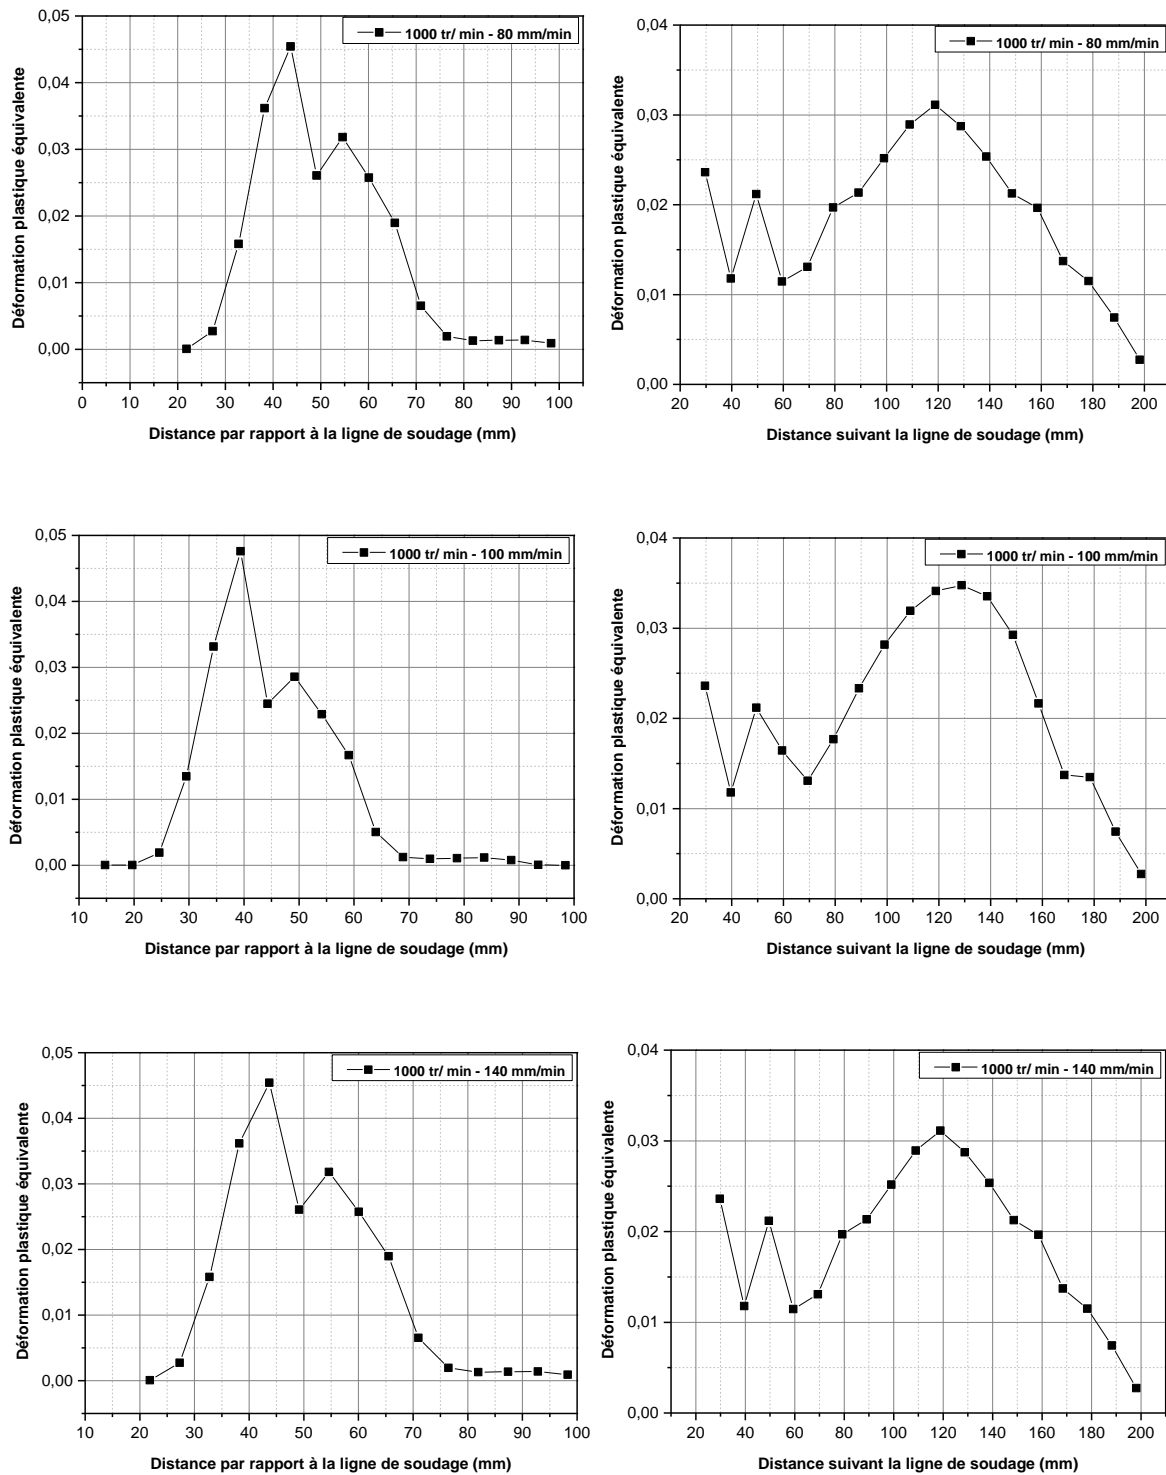 0,05
0,04
0,03
0,02
0,01
0,00
Déformation plastique équivalente
1000 tr/ min - 80 mm/min
0 10 20 30 40 50 60 70 80 90 100
Distance par rapport à la ligne de soudage (mm)
0,04
0,03
0,02
0,01
0,00
Déformation plastique équivalente
1000 tr/ min - 80 mm/min
20 40 60 80 100 120 140 160 180 200
Distance suivant la ligne de soudage (mm)
0,05
0,04
0,03
0,02
0,01
0,00
Déformation plastique équivalente
1000 tr/ min - 100 mm/min
10 20 30 40 50 60 70 80 90 100
Distance par rapport à la ligne de soudage (mm)
0,04
0,03
0,02
0,01
0,00
Déformation plastique équivalente
1000 tr/ min - 100 mm/min
20 40 60 80 100 120 140 160 180 200
Distance suivant la ligne de soudage (mm)
0,05
0,04
0,03
0,02
0,01
0,00
Déformation plastique équivalente
1000 tr/ min - 140 mm/min
10 20 30 40 50 60 70 80 90 100
Distance par rapport à la ligne de soudage (mm)
0,04
0,03
0,02
0,01
0,00
Déformation plastique équivalente
1000 tr/ min - 140 mm/min
20 40 60 80 100 120 140 160 180 200
Distance suivant la ligne de soudage (mm)